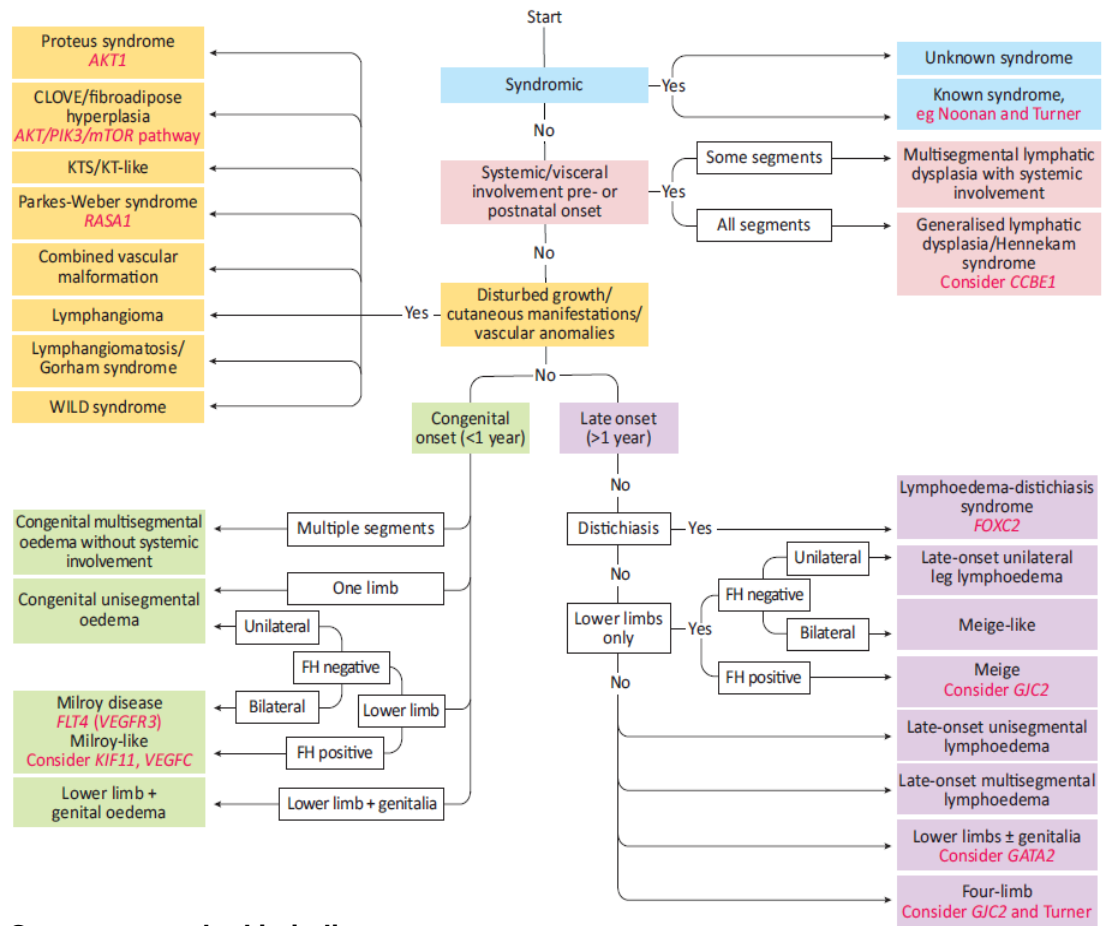 Start
Proteus syndrome
AKT1
CLOVE/fibroadipose
hyperplasia
AKT/PIK3/mTOR pathway
KTS/KT-like
Parkes-Weber syndrome
RASA1
Combined vascular
malformation
Lymphangioma
Lymphangiomatosis/
Gorham syndrome
WILD syndrome
Syndromic
Yes
Unknown syndrome
Known syndrome,
eg Noonan and Turner
No
Systemic/visceral
involvement pre- or
postnatal onset
Yes
Some segments
Multisegmental lymphatic
dysplasia with systemic
involvement
All segments
Generalised lymphatic
dysplasia/Hennekam
syndrome
Consider CCBE1
No
Yes
Disturbed growth/
cutaneous manifestations/
vascular anomalies
No
Congenital
onset (<1 year)
Late onset
(>1 year)
Congenital multisegmental
oedema without systemic
involvement
Multiple segments
Congenital unisegmental
oedema
One limb
Unilateral
FH negative
Bilateral
Lower limb
Milroy disease
FLT4 (VEGFR3)
Milroy-like
Consider KIF11, VEGFC
FH positive
Lower limb +
genital oedema
Lower limb + genitalia
No
Distichiasis
Yes
Lymphoedema-distichiasis
syndrome
FOXC2
No
Lower limbs
only
Yes
FH negative
Unilateral
Late-onset unilateral
leg lymphoedema
Bilateral
Meige-like
FH positive
Meige
Consider GJC2
No
Late-onset unisegmental
lymphoedema
Late-onset multisegmental
lymphoedema
Lower limbs ± genitalia
Consider GATA2
Four-limb
Consider GJC2 and Turner